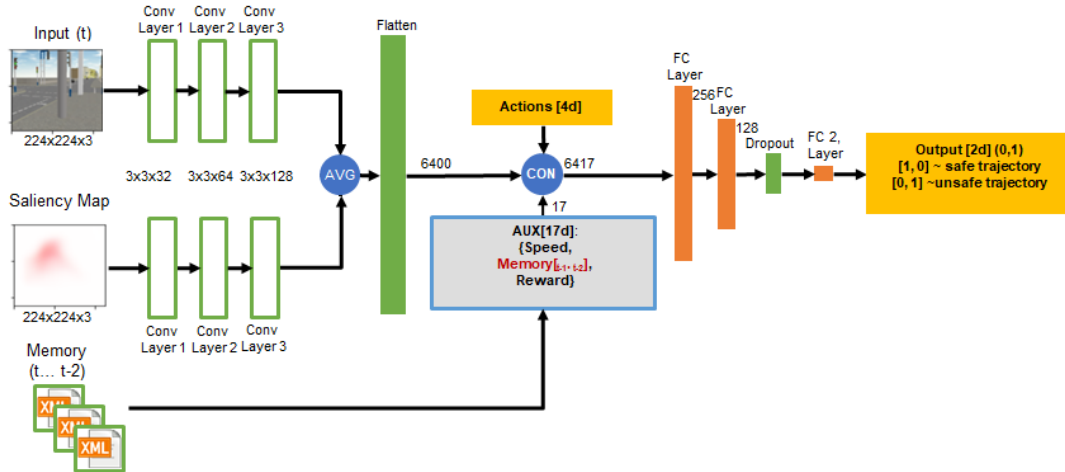 Input (t)
224x224x3
Conv
Layer 1
Conv
Layer 2
Conv
Layer 3
3x3x32
3x3x64
3x3x128
Saliency Map
224x224x3
Conv
Layer 1
Conv
Layer 2
Conv
Layer 3
Memory
(t... t-2)
XML
XML
XML
AVG
Flatten
6400
Actions [4d]
CON
6417
17
AUX[17d]:
{Speed,
Memory[t-1, t-2],
Reward}
FC
Layer
256
FC
Layer
128
Dropout
FC 2,
Layer
Output [2d] (0,1)
[1, 0] ~ safe trajectory
[0, 1] ~unsafe trajectory